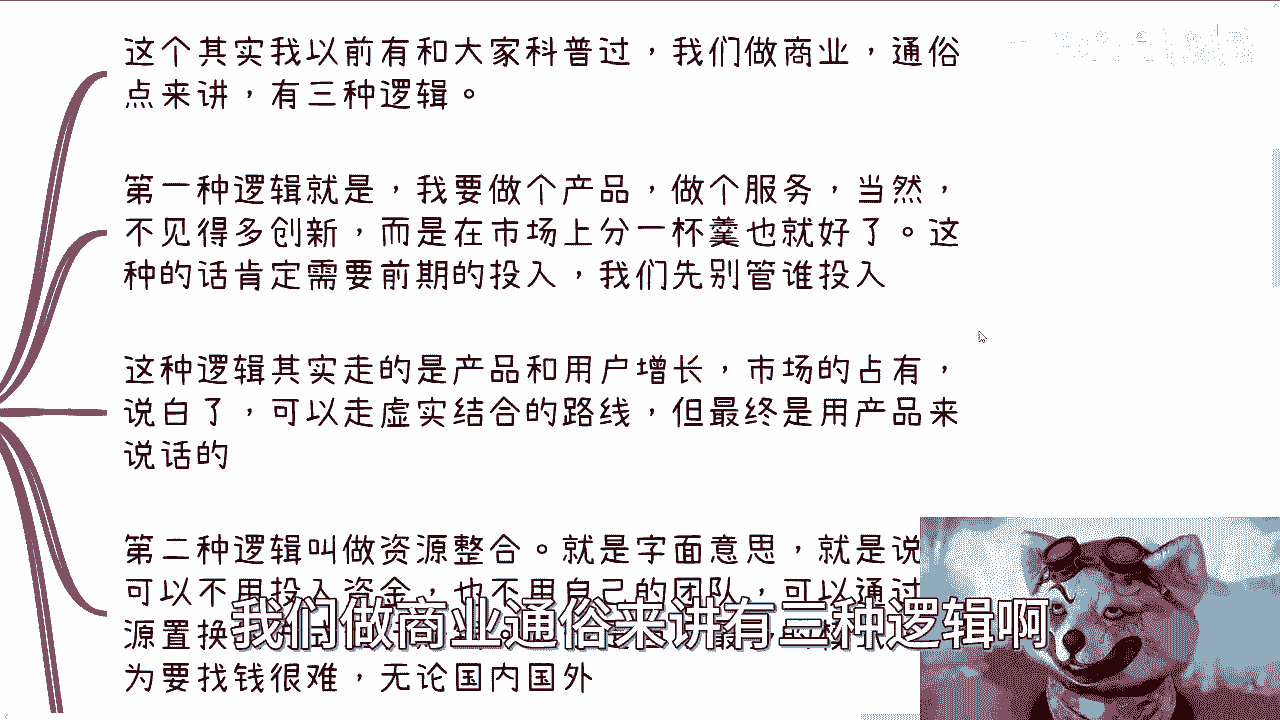 这个其实我以前有和大家科普过，我们做商业，通俗
点来讲，有三种逻辑。
第一种逻辑就是，我要做个产品，做个服务，当然，
不见得多创新，而是在市场上分一杯羹也就好了。这
种的话肯定需要前期的投入，我们先别管谁投入
这种逻辑其实走的是产品和用户增长，市场的占有，
说白了，可以走虚实结合的路线，但最终是用产品来
说话的
第二种逻辑叫做资源整合。就是字面意思，就是说
可以不用投入资金，也不用自己的团队，可以通过
源置换
为要找钱很难，无论国内国外
我们做商业通俗来讲有三种逻辑啊